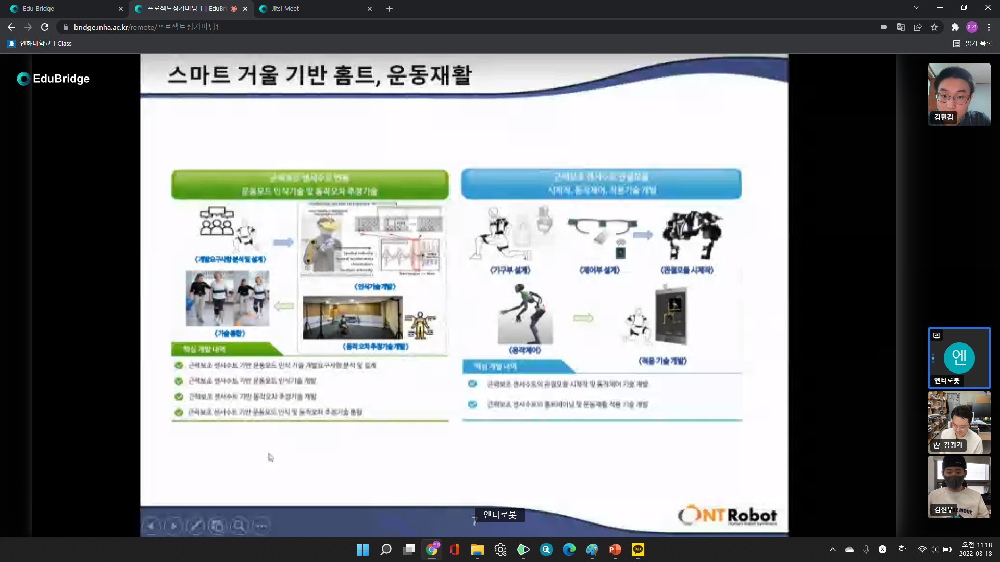 Edu Bridge
프로젝트정기미팅 1 | EduBri
Jitsi Meet
bridge.inha.ac.kr/remote/프로젝트정기미팅1
민겸
인하대학교 I-Class
읽기 목록
EduBridge
스마트 거울 기반 홈트, 운동재활
근력보조 센서수트 연동
운동모드 인식기술 및 동작오차 추정기술
<개발요구사항 분석 및 설계>
<인식기술 개발>
<기술 통합>
<동작 오차 추정기술 개발>
핵심 개발 내역
근력보조 센서수트 기반 운동모드 인식 기술 개발요구사항 분석 및 설계
근력보조 센서수트 기반 운동모드 인식기술 개발
근력보조 센서수트 기반 동작오차 추정기술 개발
근력보조 센서수트 기반 운동모드 인식 및 동작오차 추정기술 통합
근력보조 센서수트 관절모듈
시제작, 동작제어, 적용기술 개발
<기구부 설계>
<제어부 설계>
<관절모듈 시제작>
<동작제어>
<적용 기술 개발>
핵심 개발 내역
근력보조 센서수트의 관절모듈 시제작 및 동작제어 기술 개발
근력보조 센서수트의 홈트레이닝 및 운동재활 적용 기술 개발
7
엔티로봇
NT Robot
Human Robot Symbiosis
김민겸
엔
엔티로봇
김광기
김선우
MORE
민겸
TALK
한
오전 11:18
2022-03-18